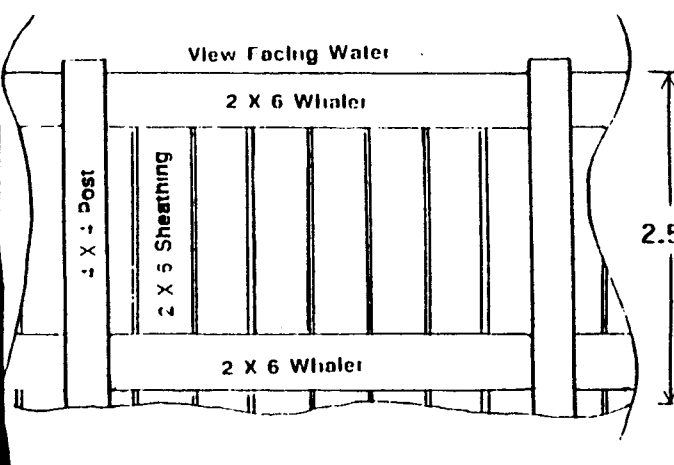 View Facing Water
2 X 6 Whaler
4 X 4 Post
2 X 6 Sheathing
2.5
2 X 6 Whaler